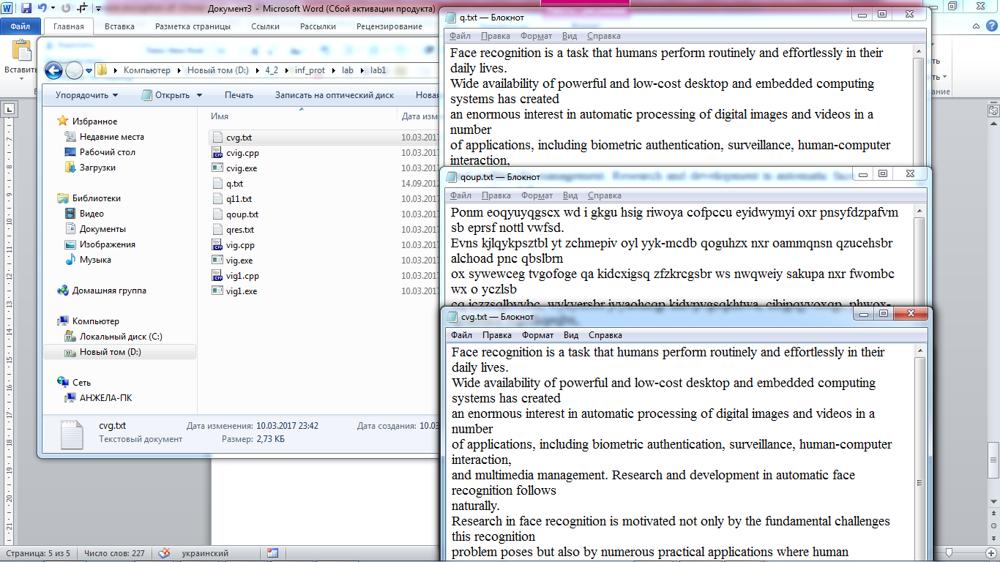 Документ3 - Microsoft Word (Сбой активации продукта)
Файл Главная Вставка Разметка страницы Ссылки Рассылки Рецензирование
Вставить
Компьютер Новый том (D:) 4_2 inf_prot lab lab1
Упорядочить Открыть Печать Записать на оптический диск Новая
Избранное
Недавние места
Рабочий стол
Загрузки
Библиотеки
Видео
Документы
Изображения
Музыка
Домашняя группа
Компьютер
Локальный диск (C:)
Новый том (D:)
Сеть
АНЖЕЛА-ПК
Имя Дата изм
cvg.txt 10.03.2017
cvig.cpp 10.03.2017
cvig.exe 10.03.2017
q.txt 14.09.201
q11.txt 10.03.2017
qoup.txt 10.03.2017
qres.txt 10.03.2017
vig.cpp 10.03.2017
vig.exe 10.03.2017
vig1.cpp 10.03.2017
vig1.exe 10.03.2017
cvg.txt Дата изменения: 10.03.2017 23:42 Дата создания: 10.03
Текстовый документ Размер: 2,73 КБ
q.txt — Блокнот
Файл Правка Формат Вид Справка
Face recognition is a task that humans perform routinely and effortlessly in their
daily lives.
Wide availability of powerful and low-cost desktop and embedded computing
systems has created
an enormous interest in automatic processing of digital images and videos in a
number
of applications, including biometric authentication, surveillance, human-computer
interaction,
qoup.txt — Блокнот
Файл Правка Формат Вид Справка
Ponm eoqyuyqgscx wd i gkgu hsig riwoya cofpccu eyidwymyi oxr pnsyfdzpafvm
sb eprsf nottl vwfsd.
Evns kjlqykpsztbl yt zchmepiv oyl yyk-mcdb qoguhzx nxr oammqnsn qzucehsbr
alchoad pnc qbslbrn
ox sywewceg tvgofoge qa kidcxigsq zfzkrcgsbr ws nwqweiy sakupa nxr fwombc
wx o yczlsb
cvg.txt — Блокнот
Файл Правка Формат Вид Справка
Face recognition is a task that humans perform routinely and effortlessly in their
daily lives.
Wide availability of powerful and low-cost desktop and embedded computing
systems has created
an enormous interest in automatic processing of digital images and videos in a
number
of applications, including biometric authentication, surveillance, human-computer
interaction,
and multimedia management. Research and development in automatic face
recognition follows
naturally.
Research in face recognition is motivated not only by the fundamental challenges
this recognition
problem poses but also by numerous practical applications where human
Страница: 5 из 5 Число слов: 227 украинский